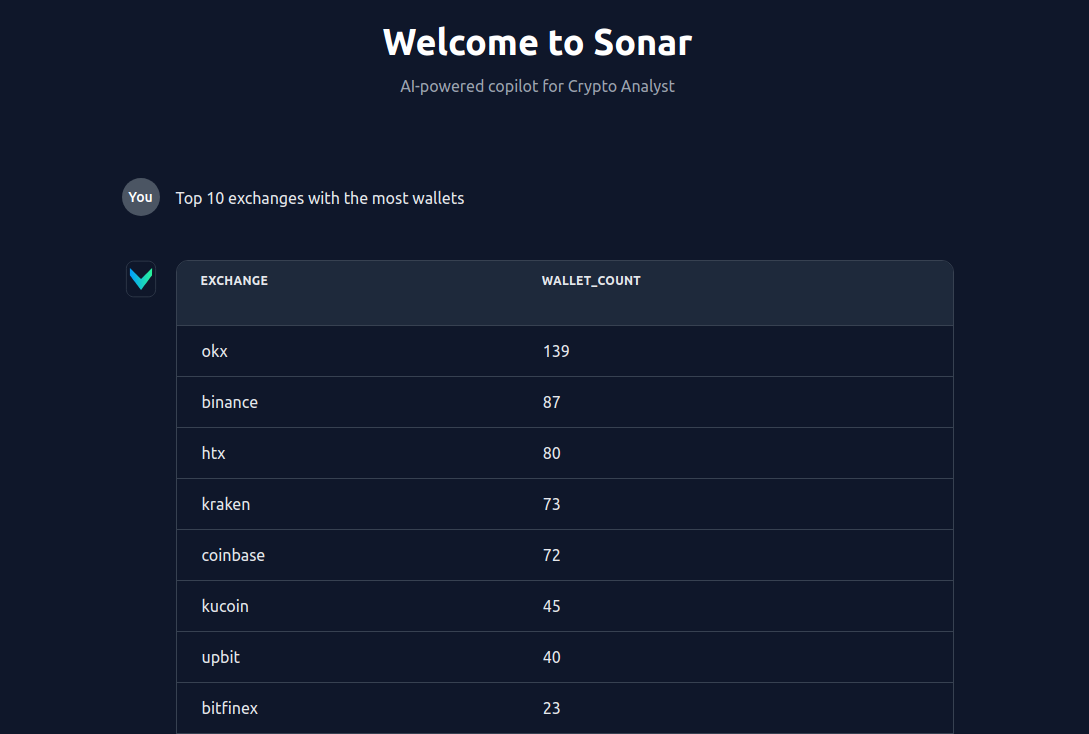 Welcome to Sonar
AI-powered copilot for Crypto Analyst
You Top 10 exchanges with the most wallets
EXCHANGE WALLET_COUNT
okx 139
binance 87
htx 80
kraken 73
coinbase 72
kucoin 45
upbit 40
bitfinex 23